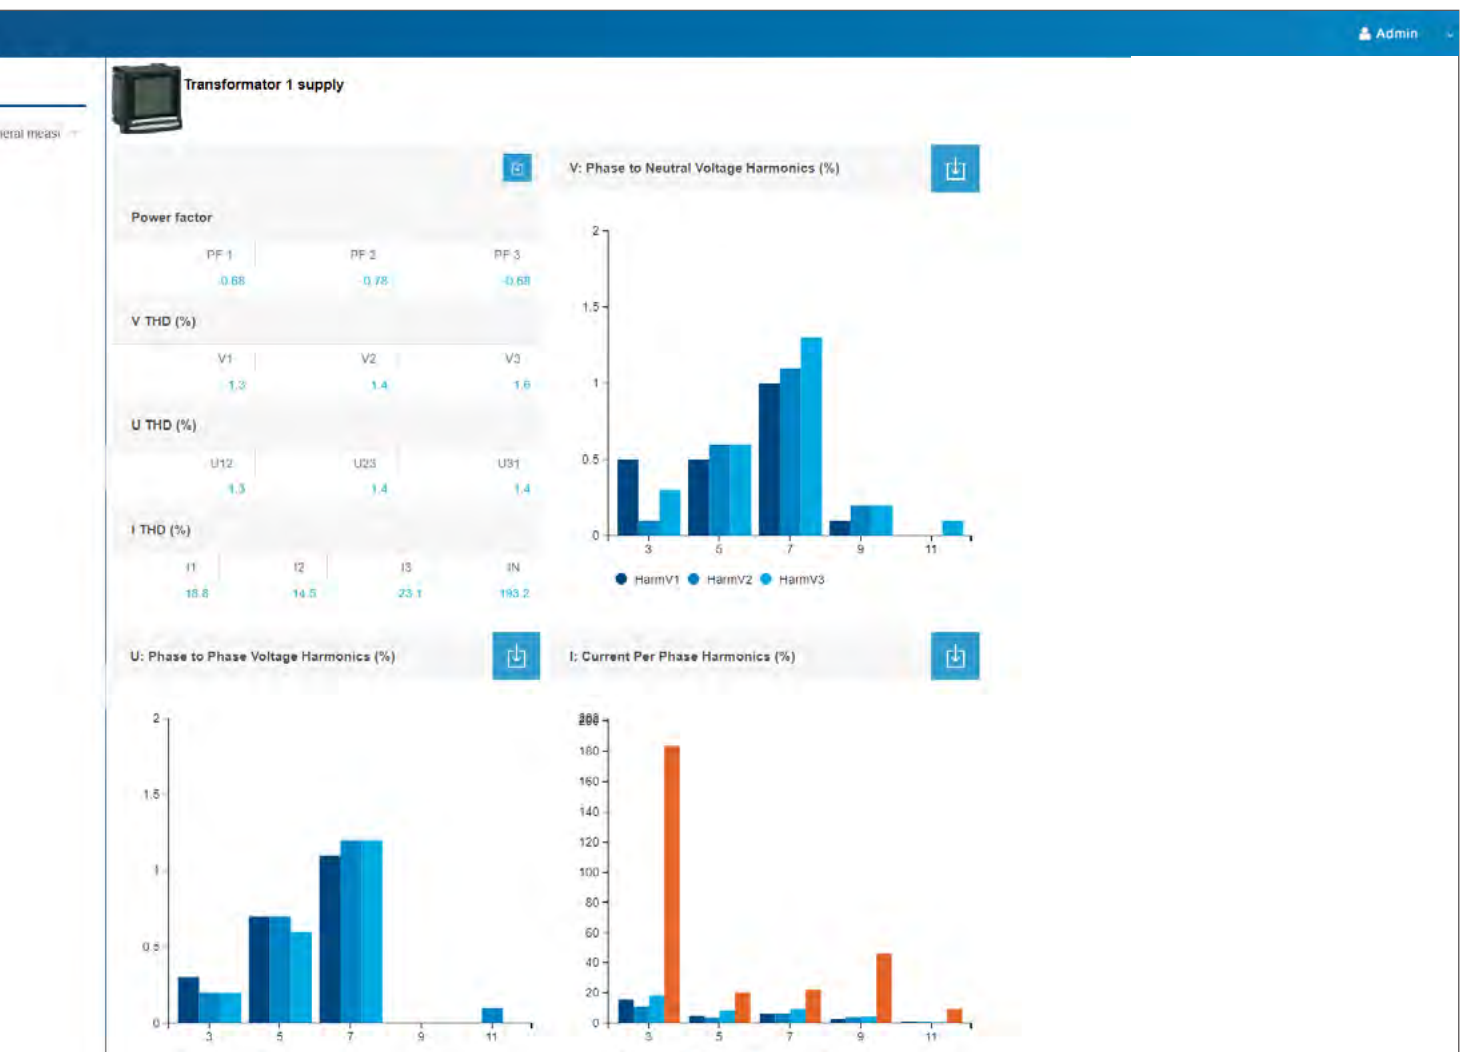 Admin
Transformator 1 supply
neral measu
Power factor
PF 1 PF 2 PF 3
-0.68 -0.78 -0.68
V THD (%)
V1 V2 V3
1.3 1.4 1.6
U THD (%)
U12 U23 U31
1.3 1.4 1.4
I THD (%)
I1 I2 I3 IN
18.8 14.5 23.1 193.2
V: Phase to Neutral Voltage Harmonics (%)
2
1.5
1
0.5
0
3 5 7 9 11
HarmV1 HarmV2 HarmV3
U: Phase to Phase Voltage Harmonics (%)
2
1.5
1
0.5
0
3 5 7 9 11
I: Current Per Phase Harmonics (%)
180
160
140
120
100
80
60
40
20
0
3 5 7 9 11